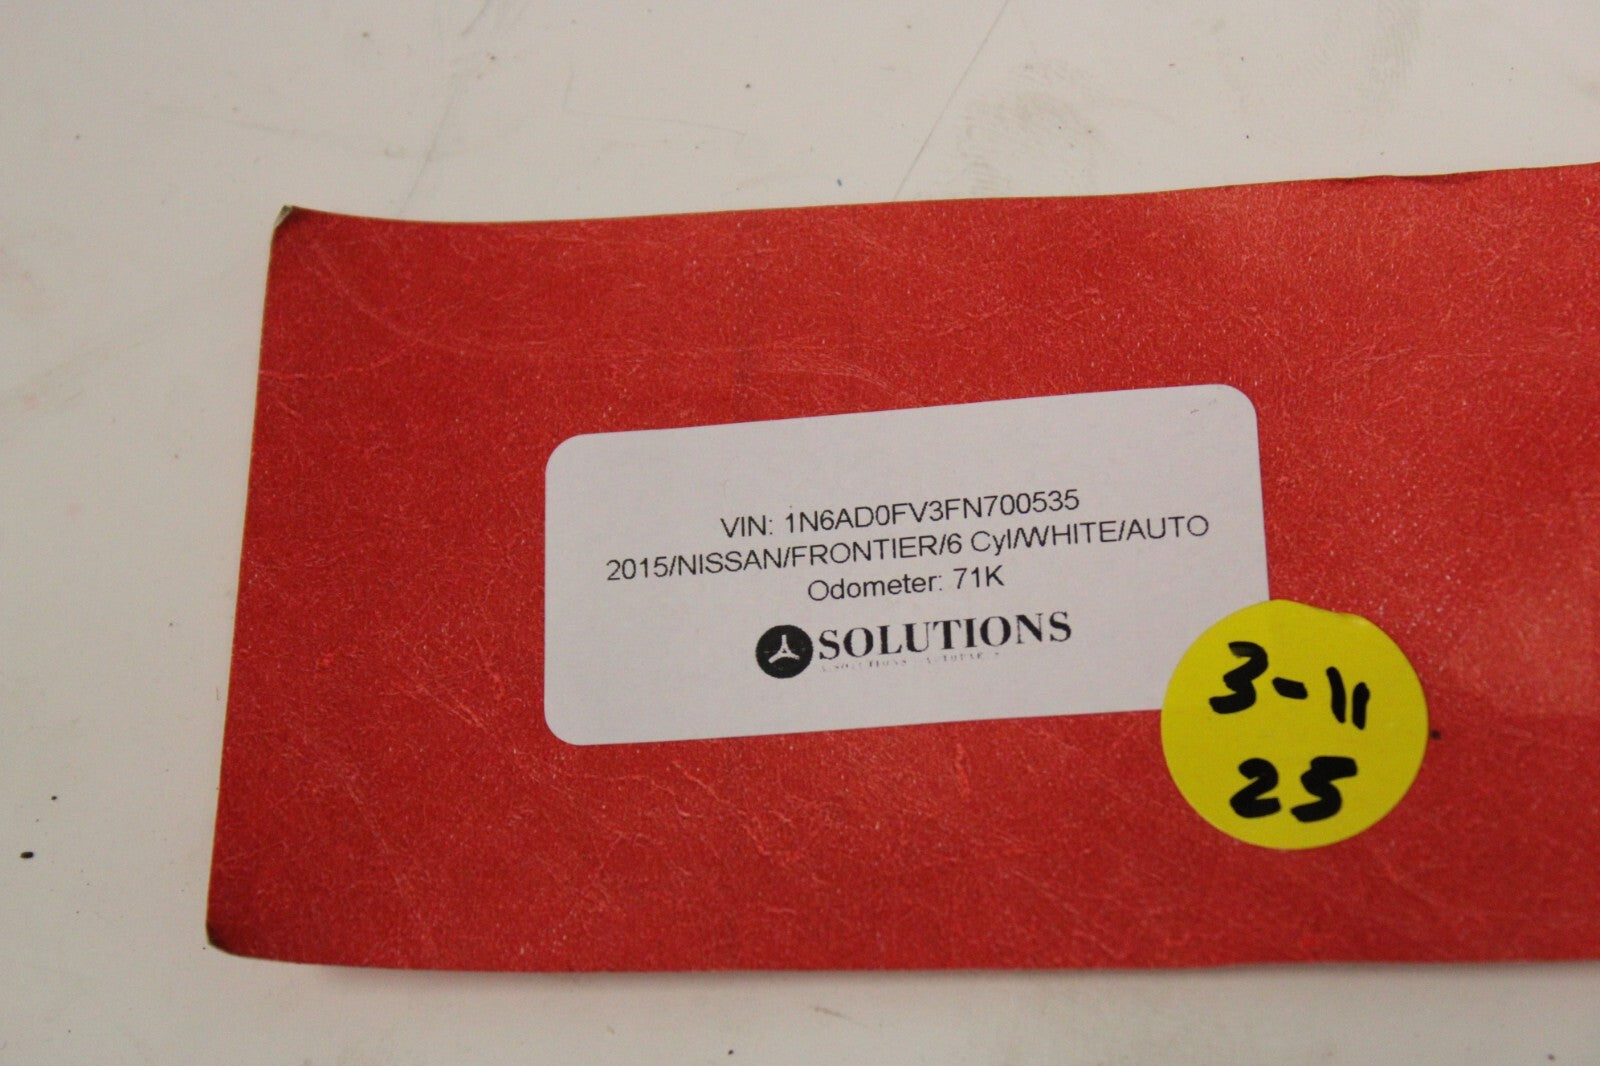 VIN: 1N6AD0FV3FN700535
2015/NISSAN/FRONTIER/6 Cyl/WHITE/AUTO
Odometer: 71K
SOLUTIONS
3-11
25